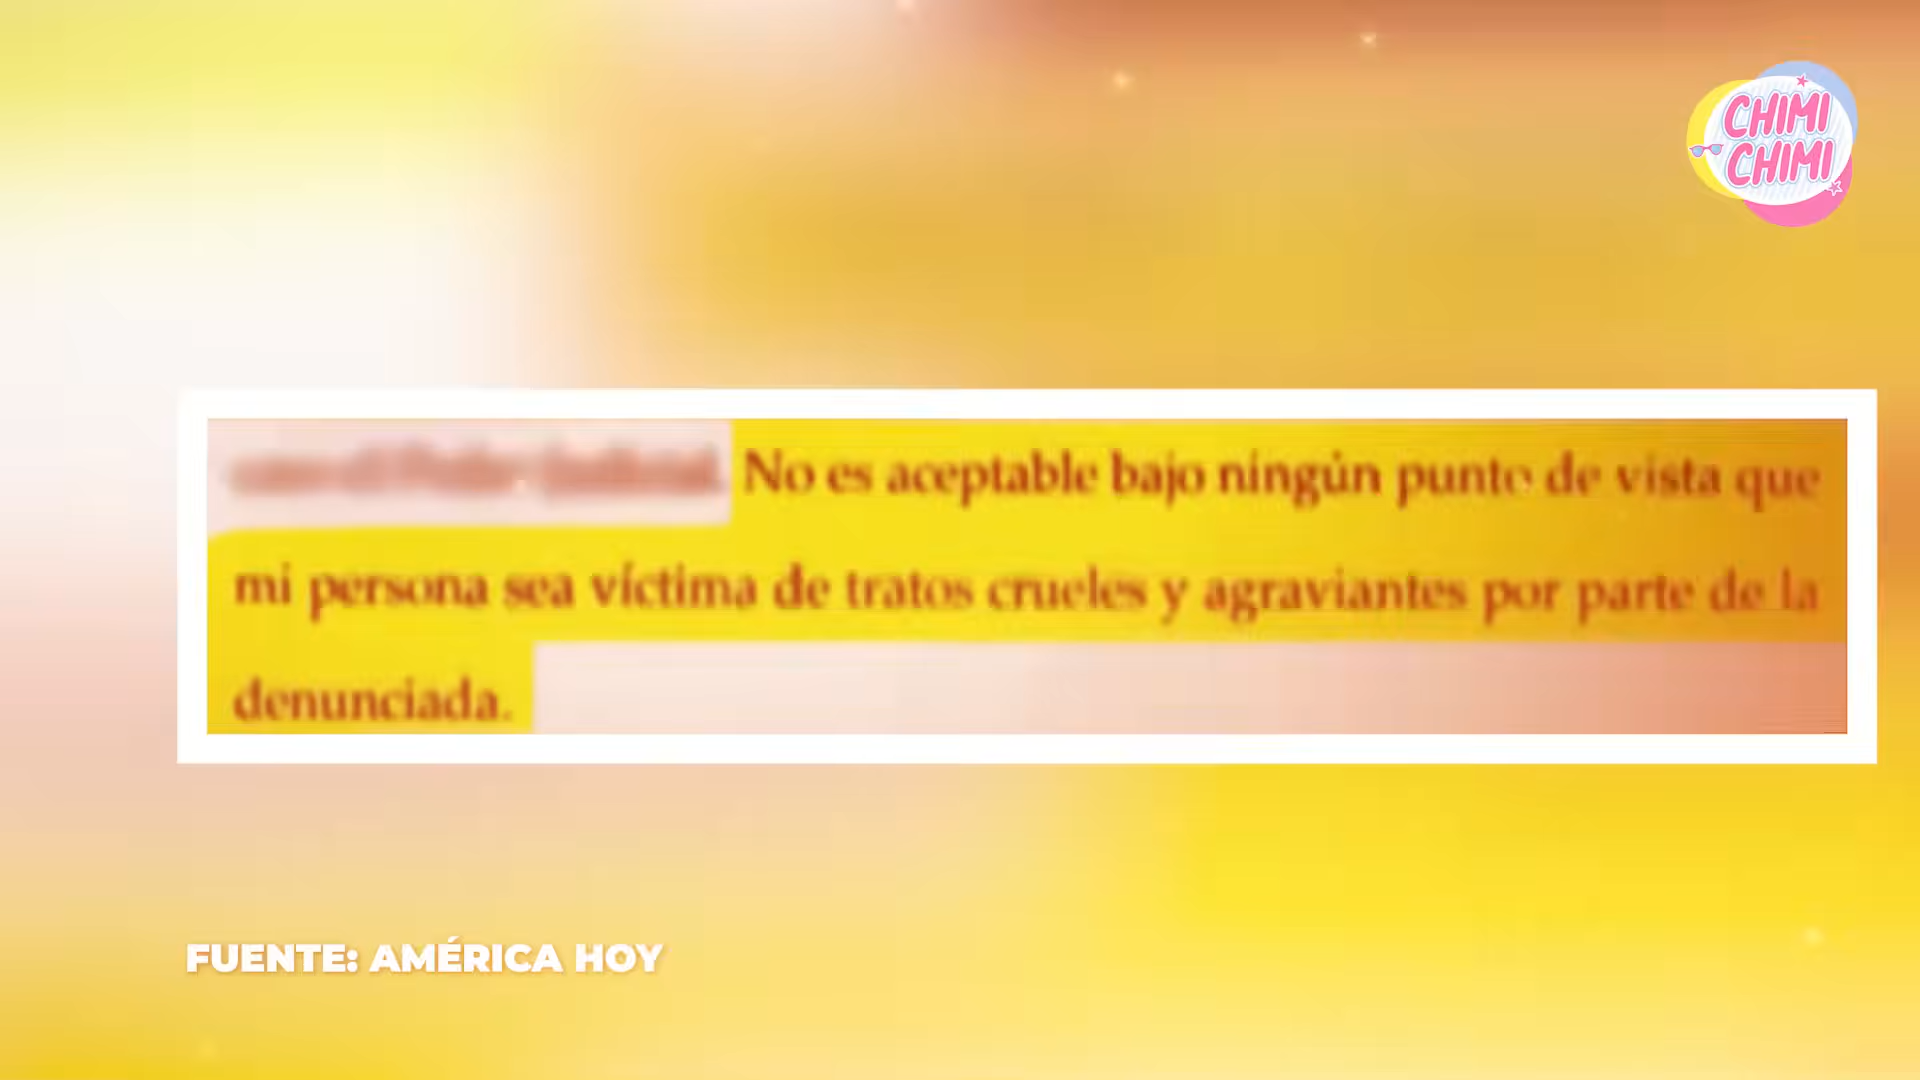 CHIMI
CHIMI
No es aceptable bajo ningún punto de vista que
mi persona sea víctima de tratos crueles y agraviantes por parte de la
denunciada.
FUENTE: AMÉRICA HOY